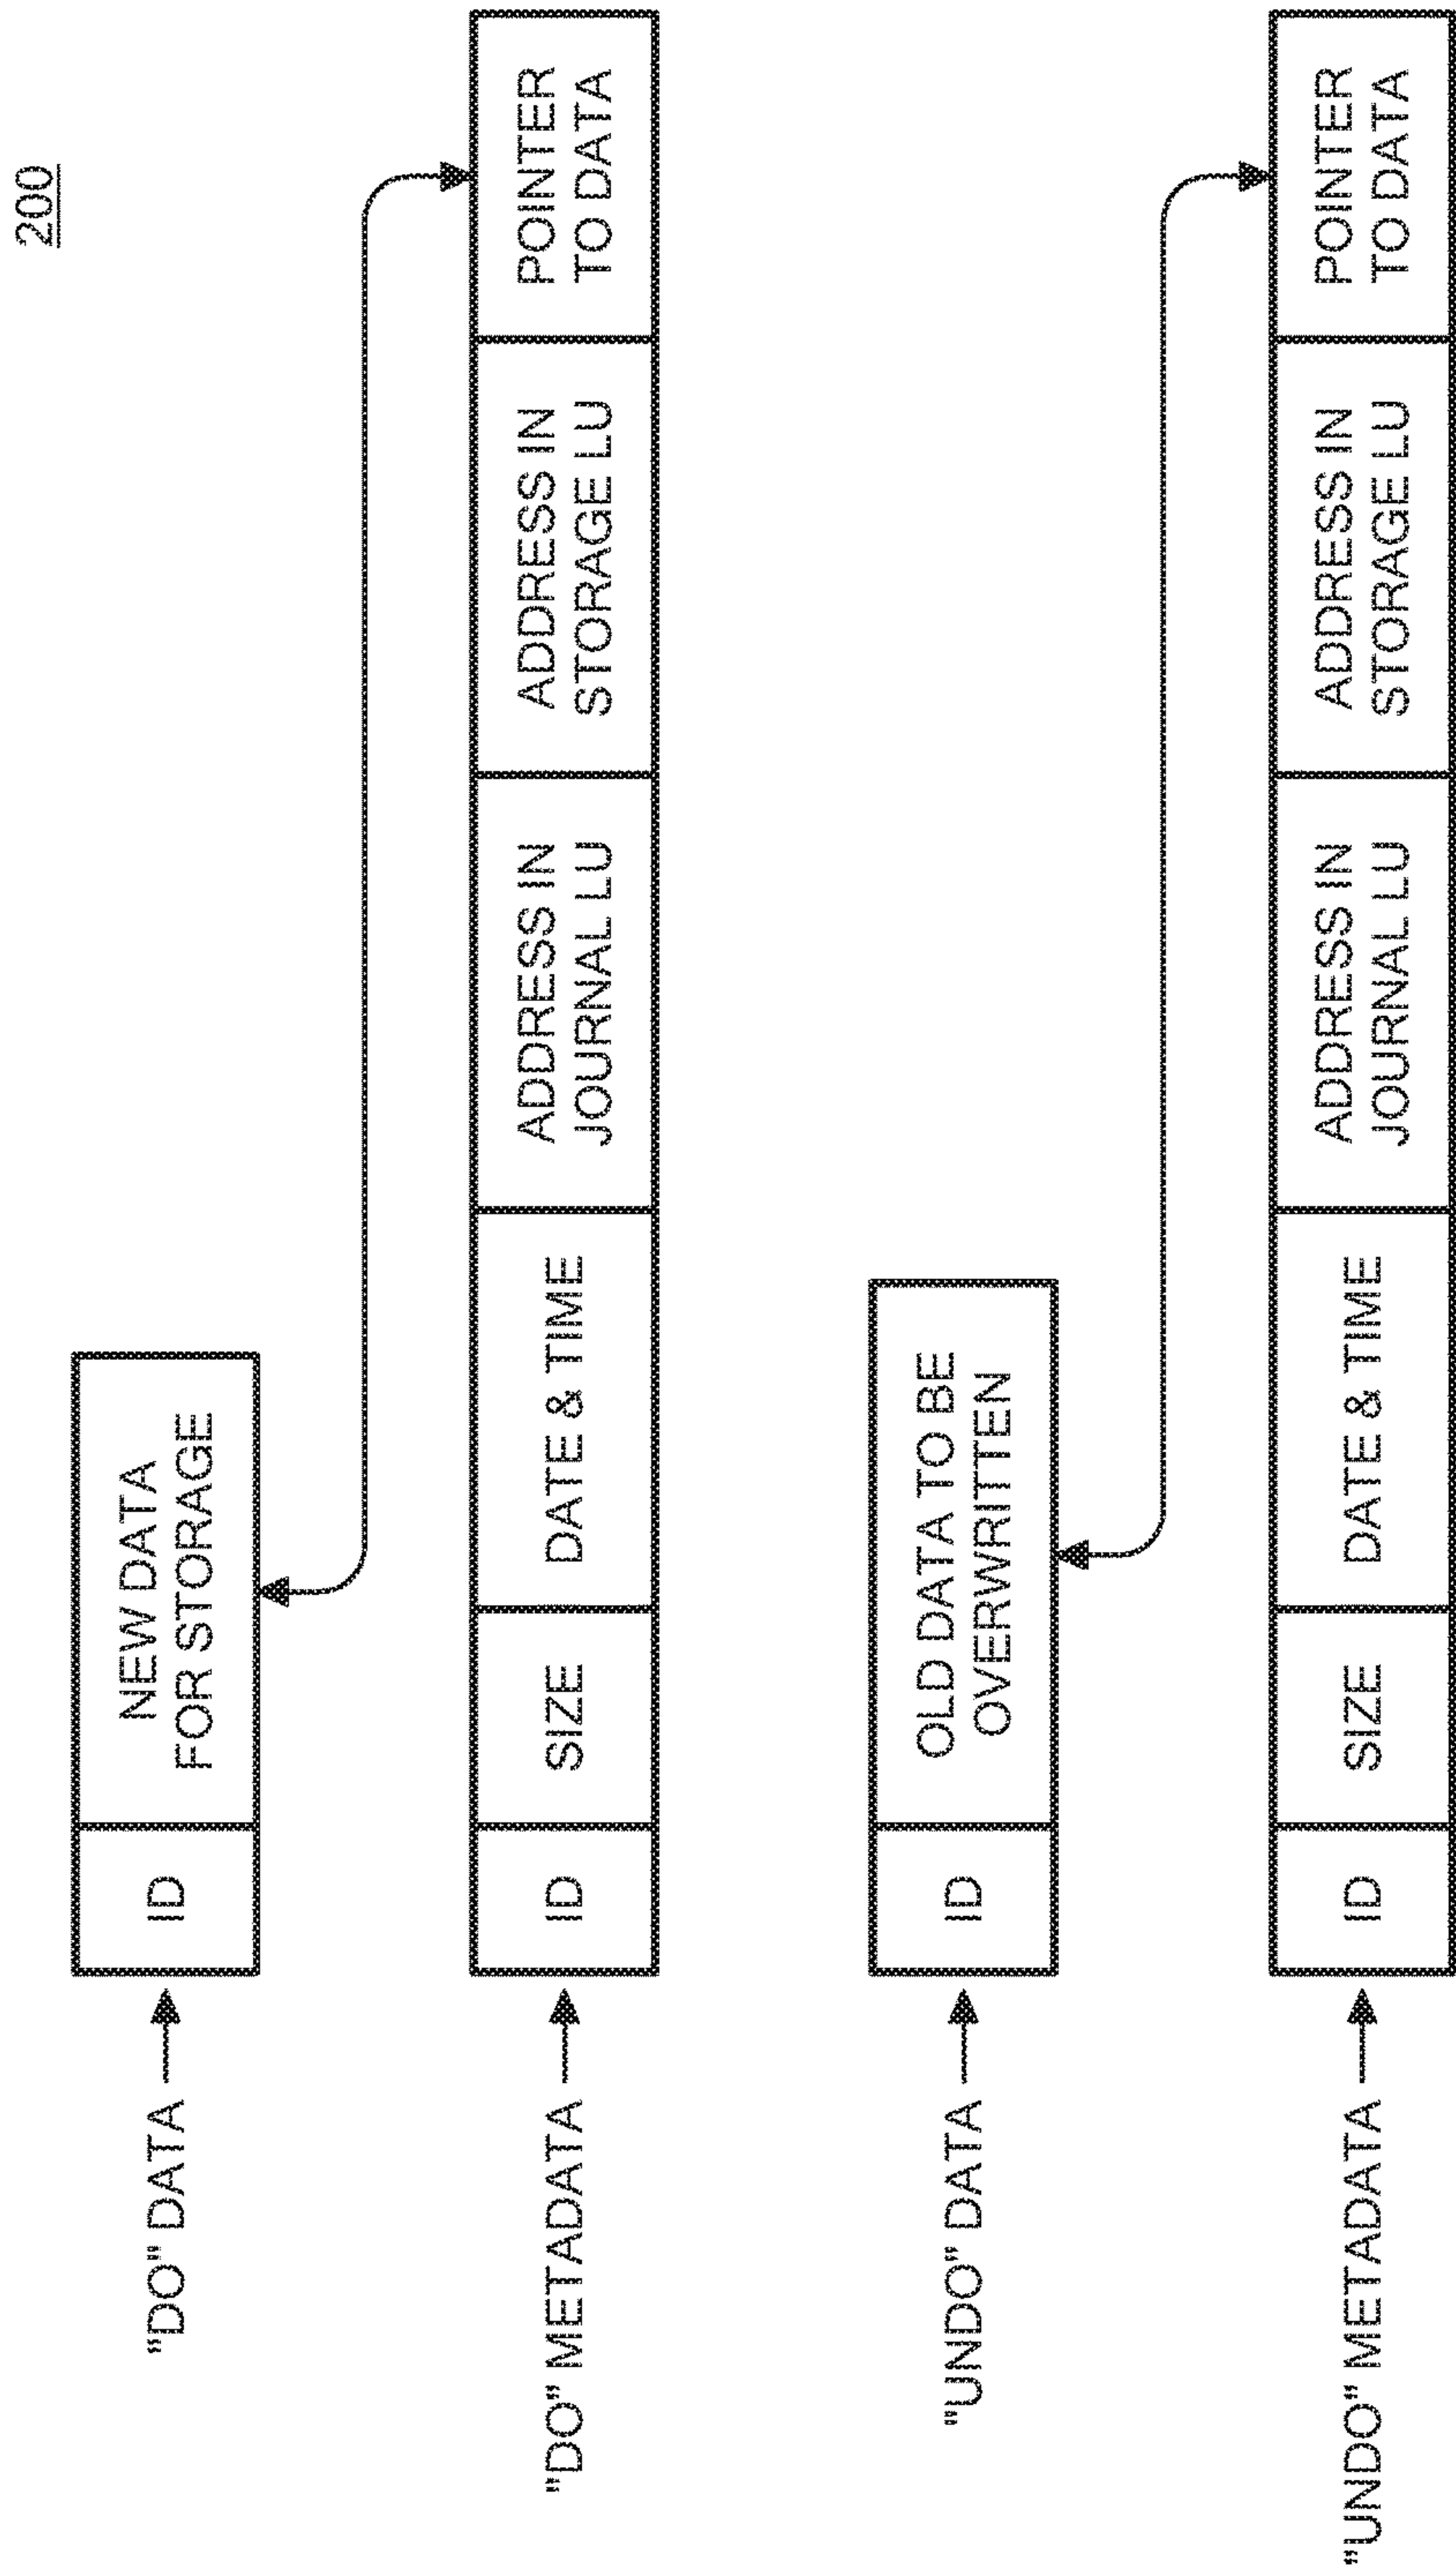 200
"DO" DATA
ID
NEW DATA
FOR STORAGE
"DO" METADATA
ID
SIZE
DATE & TIME
ADDRESS IN
JOURNAL LU
ADDRESS IN
STORAGE LU
POINTER
TO DATA
"UNDO" DATA
ID
OLD DATA TO BE
OVERWRITTEN
"UNDO" METADATA
ID
SIZE
DATE & TIME
ADDRESS IN
JOURNAL LU
ADDRESS IN
STORAGE LU
POINTER
TO DATA